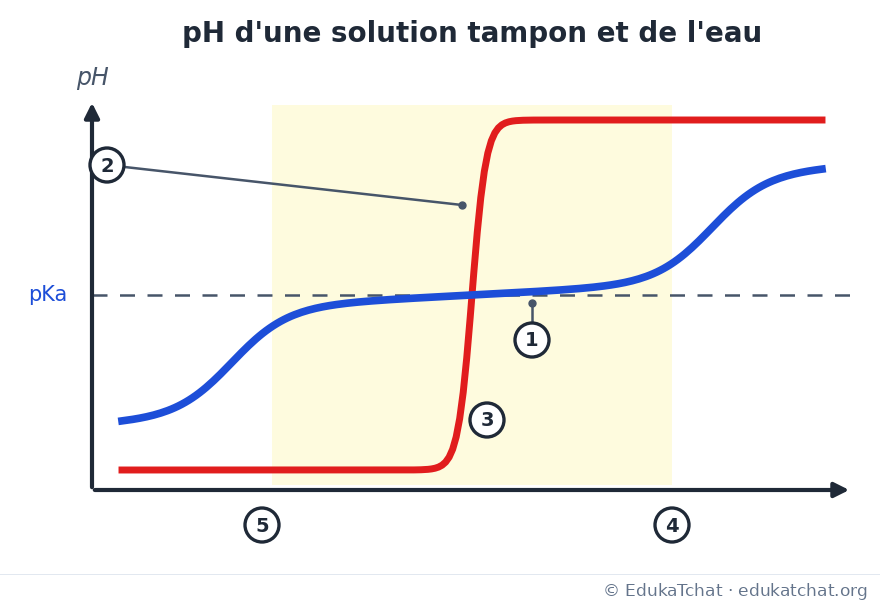 pH d'une solution tampon et de l'eau
pH
2
pKa
1
3
5
4
© EdukaTchat · edukatchat.org